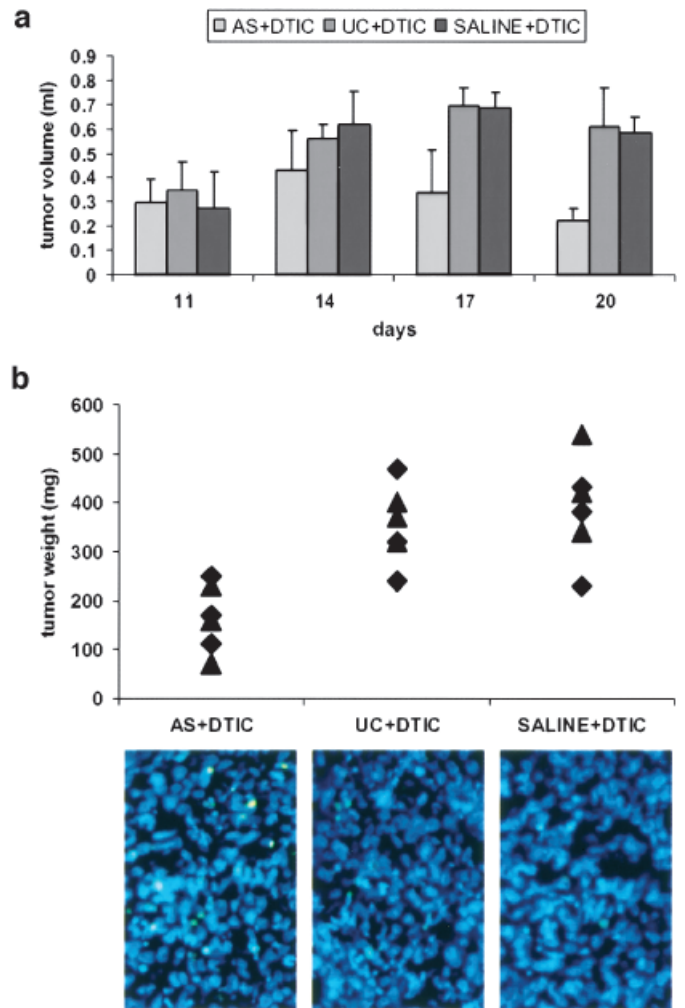 a
AS+DTIC UC+DTIC SALINE+DTIC
tumor volume (ml)
0.9
0.8
0.7
0.6
0.5
0.4
0.3
0.2
0.1
0
11 14 17 20
days
b
tumor weight (mg)
600
500
400
300
200
100
0
AS+DTIC UC+DTIC SALINE+DTIC